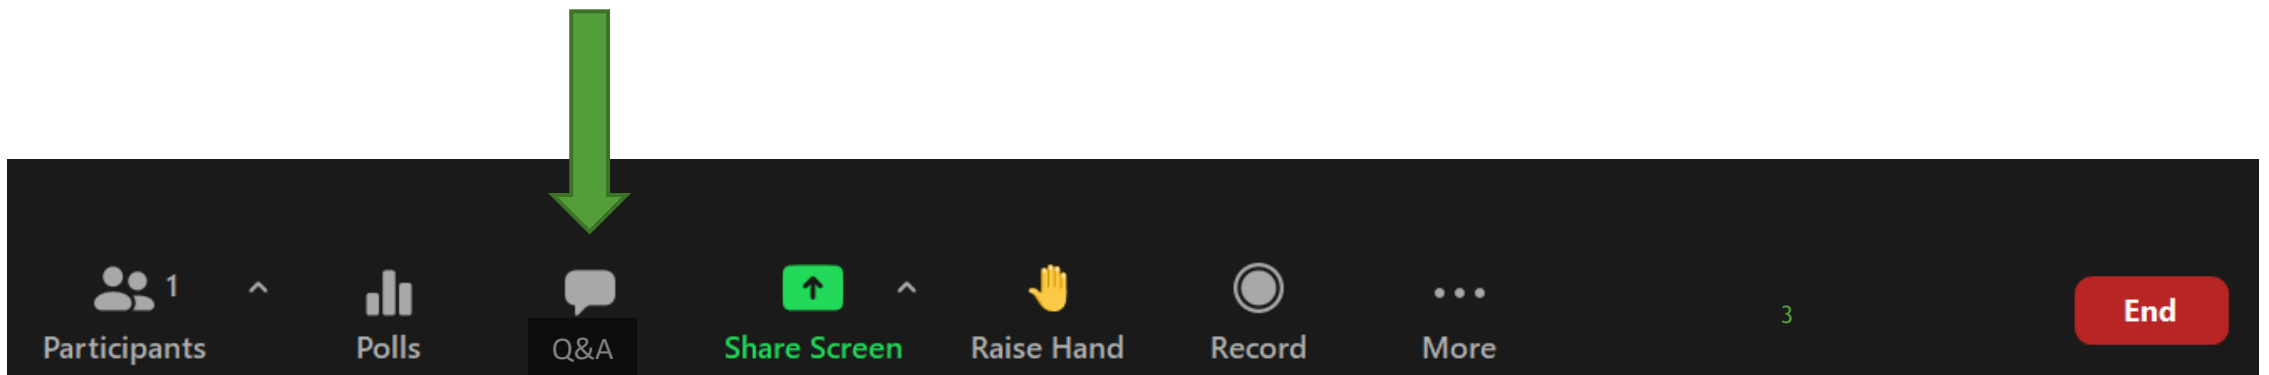 1
Participants
Polls
Q&A
Share Screen
Raise Hand
Record
More
3
End